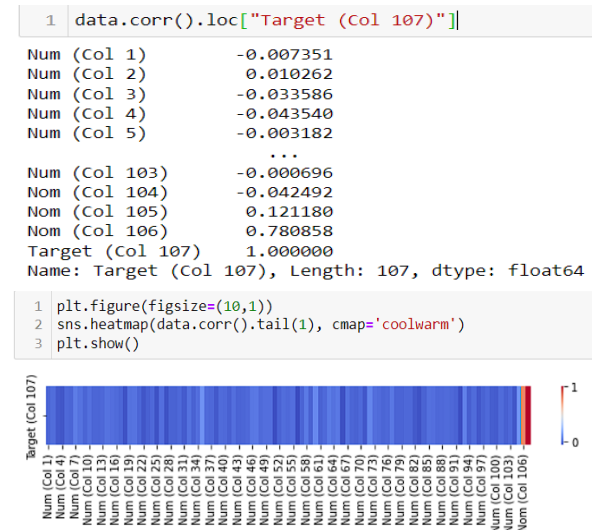 1 data.corr().loc["Target (Col 107)"]
Num (Col 1) -0.007351
Num (Col 2) 0.010262
Num (Col 3) -0.033586
Num (Col 4) -0.043540
Num (Col 5) -0.003182
...
Num (Col 103) -0.000696
Nom (Col 104) -0.042492
Nom (Col 105) 0.121180
Nom (Col 106) 0.780858
Target (Col 107) 1.000000
Name: Target (Col 107), Length: 107, dtype: float64
1 plt.figure(figsize=(10,1))
2 sns.heatmap(data.corr().tail(1), cmap='coolwarm')
3 plt.show()
Target (Col 107)
1
0
Num (Col 1)
Num (Col 4)
Num (Col 7)
Num (Col 10)
Num (Col 13)
Num (Col 16)
Num (Col 19)
Num (Col 22)
Num (Col 25)
Num (Col 28)
Num (Col 31)
Num (Col 34)
Num (Col 37)
Num (Col 40)
Num (Col 43)
Num (Col 46)
Num (Col 49)
Num (Col 52)
Num (Col 55)
Num (Col 58)
Num (Col 61)
Num (Col 64)
Num (Col 67)
Num (Col 70)
Num (Col 73)
Num (Col 76)
Num (Col 79)
Num (Col 82)
Num (Col 85)
Num (Col 88)
Num (Col 91)
Num (Col 94)
Num (Col 97)
Num (Col 100)
Num (Col 103)
Nom (Col 106)